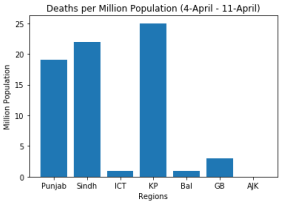 Deaths per Million Population (4-April - 11-April)
25
20
15
10
5
0
Million Population
Punjab Sindh ICT KP Bal GB AJK
Regions